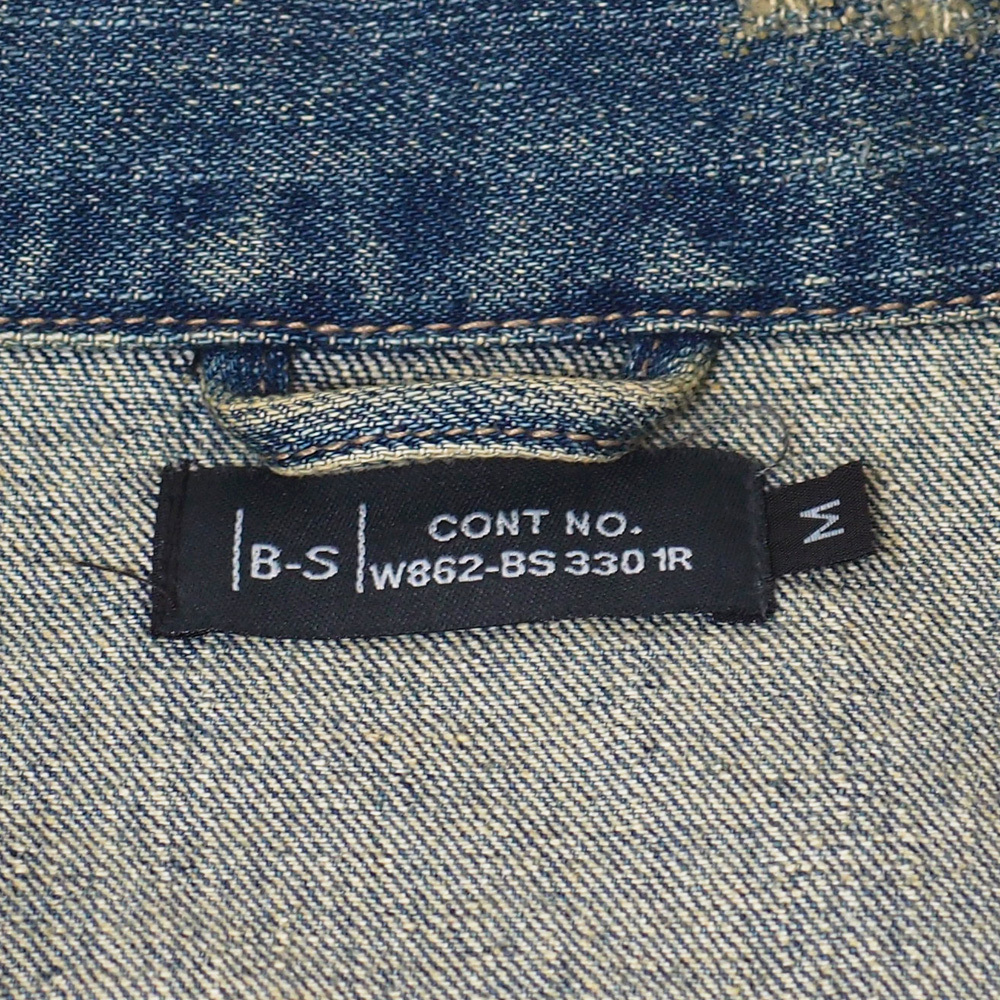 |B-S|
CONT NO.
W862-BS 3301R
M